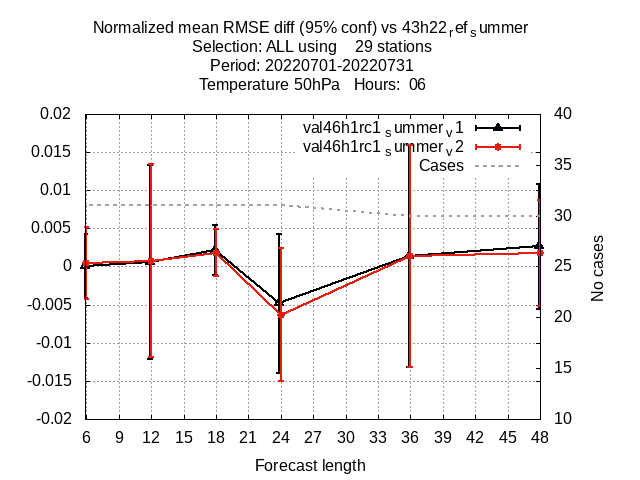 Normalized mean RMSE diff (95% conf) vs 43h22refsummer
Selection: ALL using 29 stations
Period: 20220701-20220731
Temperature 50hPa Hours: 06
val46h1rc1summerv1
val46h1rc1summerv2
Cases
0.02
0.015
0.01
0.005
0
-0.005
-0.01
-0.015
-0.02
40
35
30
25
20
15
10
No cases
6 9 12 15 18 21 24 27 30 33 36 39 42 45 48
Forecast length